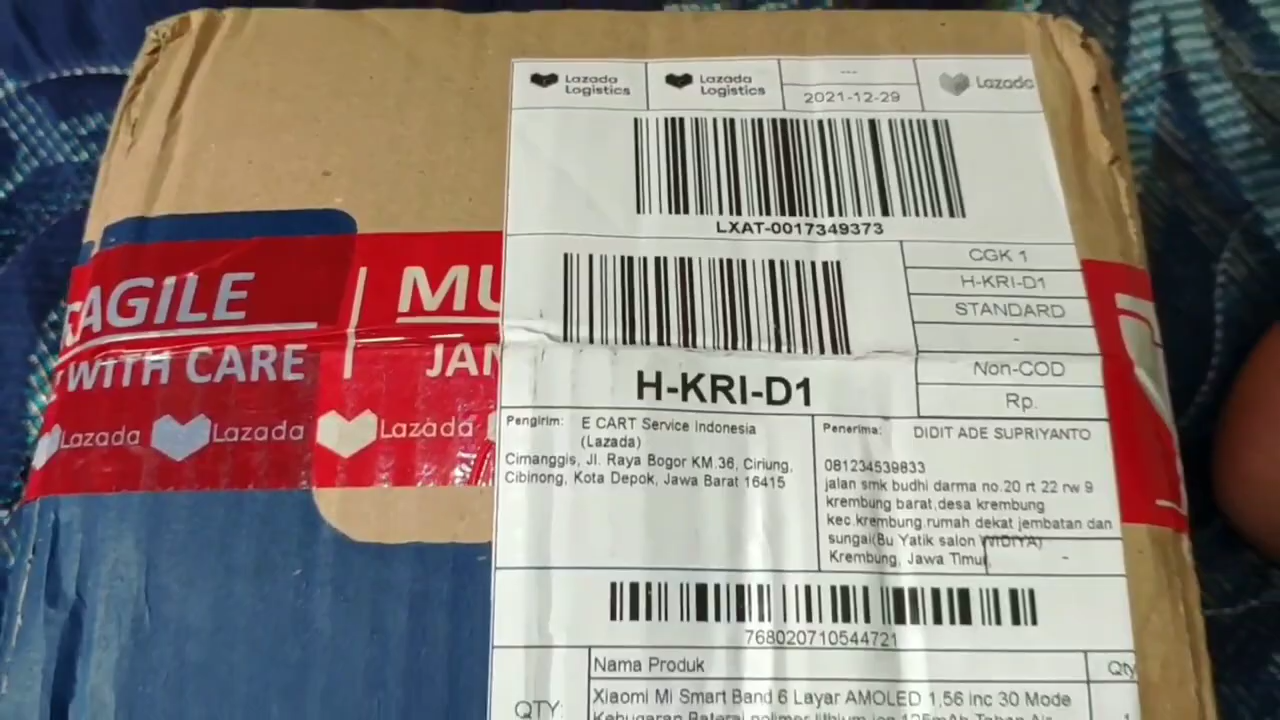 Lazada Logistics
Lazada Logistics
---
2021-12-29
Lazada
LXAT-0017349373
CGK 1
H-KRI-D1
STANDARD
-
Non-COD
Rp.
H-KRI-D1
AGILE
MU
WITH CARE
JAN
Lazada
Lazada
Lazada
Pengirim: E CART Service Indonesia
(Lazada)
Cimanggis, Jl. Raya Bogor KM.36, Ciriung,
Cibinong, Kota Depok, Jawa Barat 16415
Penerima: DIDIT ADE SUPRIYANTO
081234539833
jalan smk budhi darma no.20 rt 22 rw 9
krembung barat,desa krembung
kec.krembung.rumah dekat jembatan dan
sungai(Bu Yatik salon WIDIYA)
Krembung, Jawa Timur,
-
768020710544721
Nama Produk
Qty
QTY:
Xiaomi Mi Smart Band 6 Layar AMOLED 1,56 inc 30 Mode